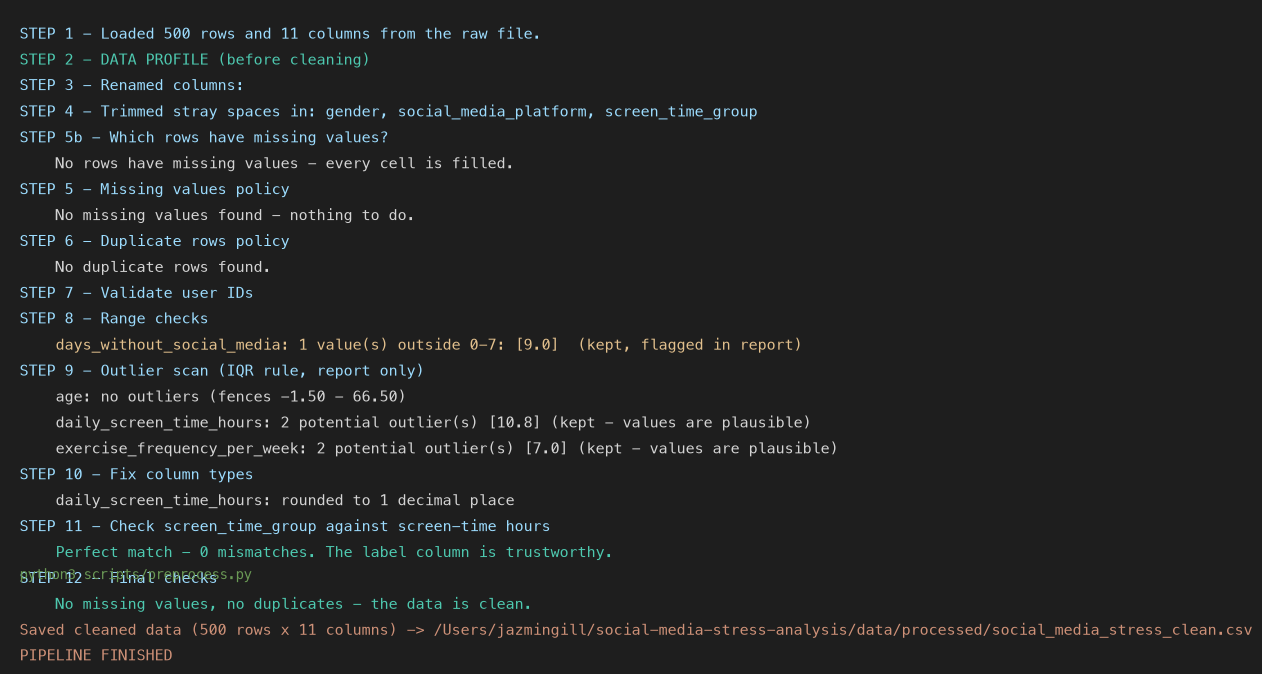 STEP 1 – Loaded 500 rows and 11 columns from the raw file.
STEP 2 – DATA PROFILE (before cleaning)
STEP 3 – Renamed columns:
STEP 4 – Trimmed stray spaces in: gender, social_media_platform, screen_time_group
STEP 5b – Which rows have missing values?
No rows have missing values – every cell is filled.
STEP 5 – Missing values policy
No missing values found – nothing to do.
STEP 6 – Duplicate rows policy
No duplicate rows found.
STEP 7 – Validate user IDs
STEP 8 – Range checks
days_without_social_media: 1 value(s) outside 0–7: [9.0]  (kept, flagged in report)
STEP 9 – Outlier scan (IQR rule, report only)
age: no outliers (fences –1.50 – 66.50)
daily_screen_time_hours: 2 potential outlier(s) [10.8] (kept – values are plausible)
exercise_frequency_per_week: 2 potential outlier(s) [7.0] (kept – values are plausible)
STEP 10 – Fix column types
daily_screen_time_hours: rounded to 1 decimal place
STEP 11 – Check screen_time_group against screen–time hours
Perfect match – 0 mismatches. The label column is trustworthy.
python3 scripts/preprocess.py
STEP 12 – Final checks
No missing values, no duplicates – the data is clean.
Saved cleaned data (500 rows x 11 columns) –> /Users/jazmingill/social–media–stress–analysis/data/processed/social_media_stress_clean.csv
PIPELINE FINISHED